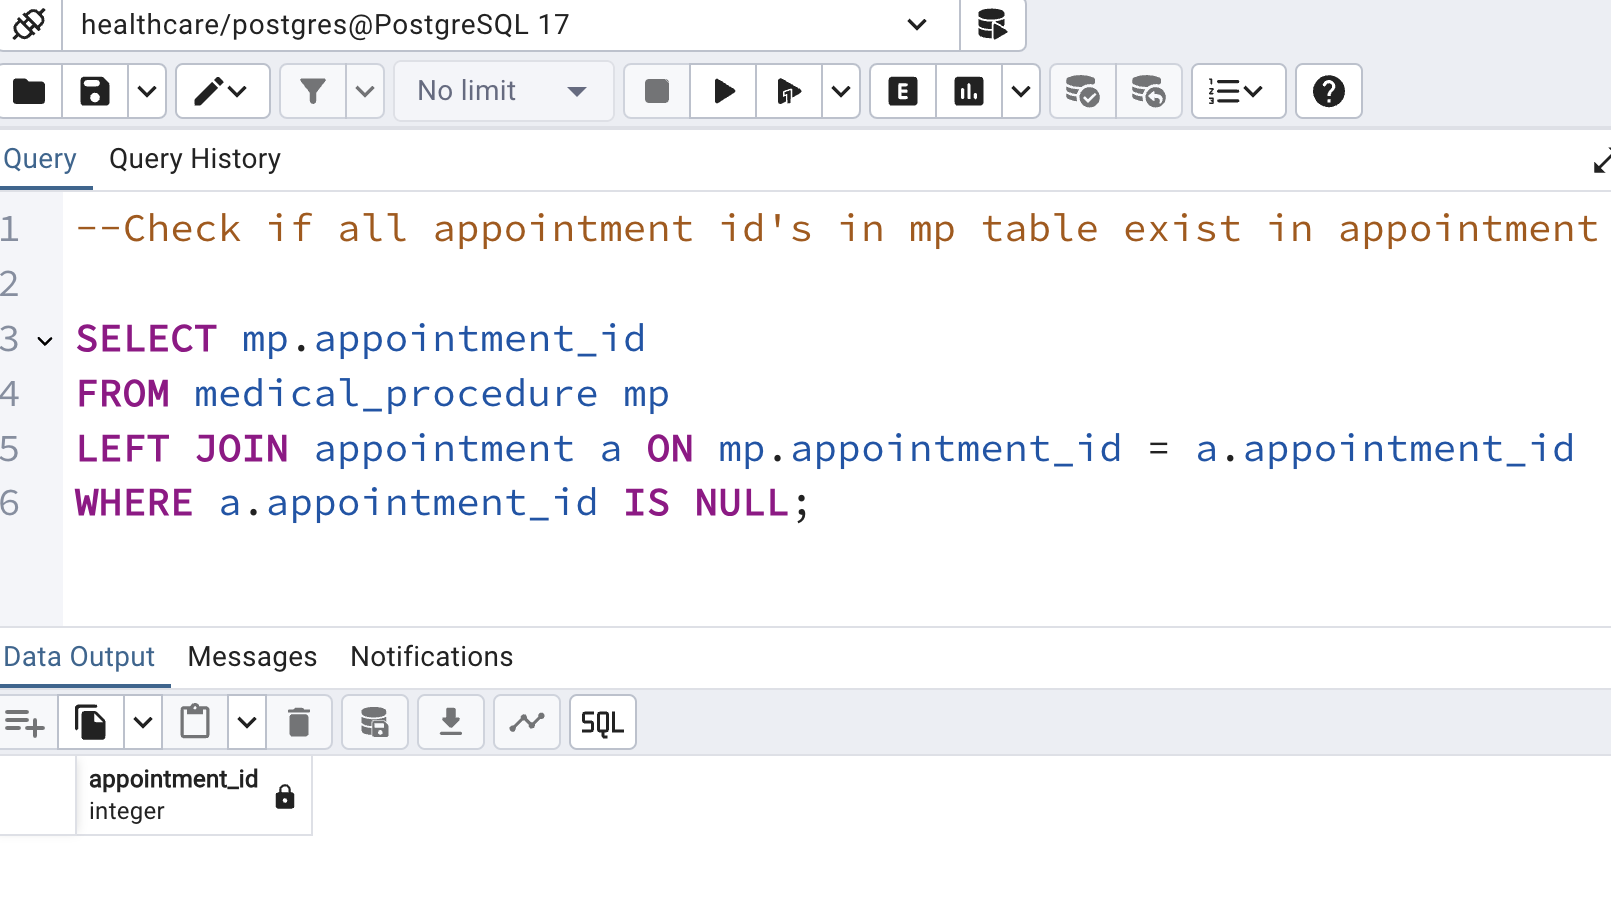 healthcare/postgres@PostgreSQL 17
No limit
Query Query History
1 --Check if all appointment id's in mp table exist in appointment
2
3 SELECT mp.appointment_id
4 FROM medical_procedure mp
5 LEFT JOIN appointment a ON mp.appointment_id = a.appointment_id
6 WHERE a.appointment_id IS NULL;
Data Output Messages Notifications
SQL
appointment_id
integer